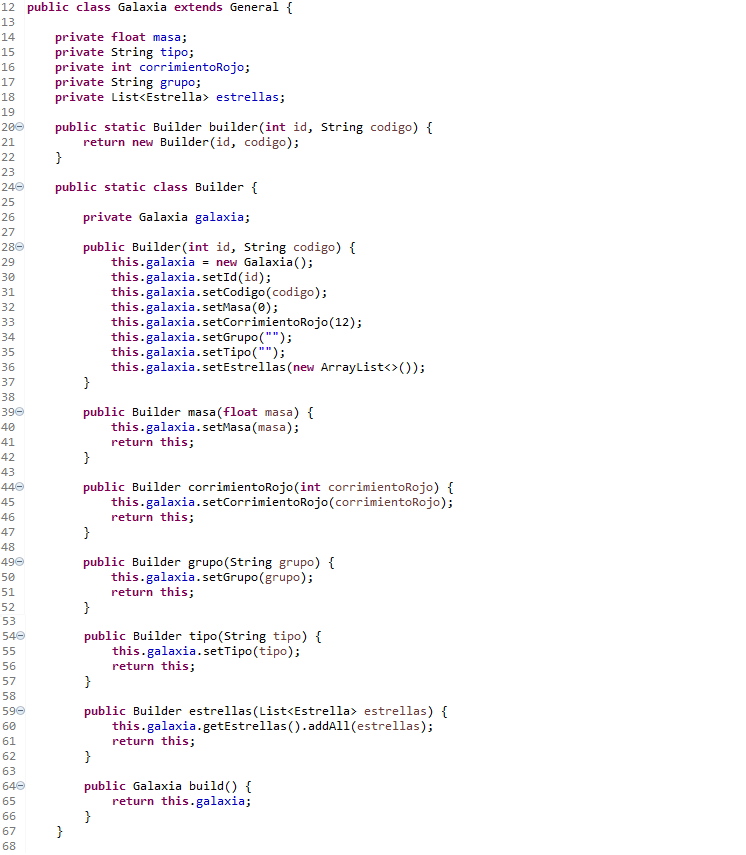 12 public class Galaxia extends General {
13
14     private float masa;
15     private String tipo;
16     private int corrimientoRojo;
17     private String grupo;
18     private List<Estrella> estrellas;
19
20     public static Builder builder(int id, String codigo) {
21         return new Builder(id, codigo);
22     }
23
24     public static class Builder {
25
26         private Galaxia galaxia;
27
28         public Builder(int id, String codigo) {
29             this.galaxia = new Galaxia();
30             this.galaxia.setId(id);
31             this.galaxia.setCodigo(codigo);
32             this.galaxia.setMasa(0);
33             this.galaxia.setCorrimientoRojo(12);
34             this.galaxia.setGrupo("");
35             this.galaxia.setTipo("");
36             this.galaxia.setEstrellas(new ArrayList<>());
37         }
38
39         public Builder masa(float masa) {
40             this.galaxia.setMasa(masa);
41             return this;
42         }
43
44         public Builder corrimientoRojo(int corrimientoRojo) {
45             this.galaxia.setCorrimientoRojo(corrimientoRojo);
46             return this;
47         }
48
49         public Builder grupo(String grupo) {
50             this.galaxia.setGrupo(grupo);
51             return this;
52         }
53
54         public Builder tipo(String tipo) {
55             this.galaxia.setTipo(tipo);
56             return this;
57         }
58
59         public Builder estrellas(List<Estrella> estrellas) {
60             this.galaxia.getEstrellas().addAll(estrellas);
61             return this;
62         }
63
64         public Galaxia build() {
65             return this.galaxia;
66         }
67     }
68